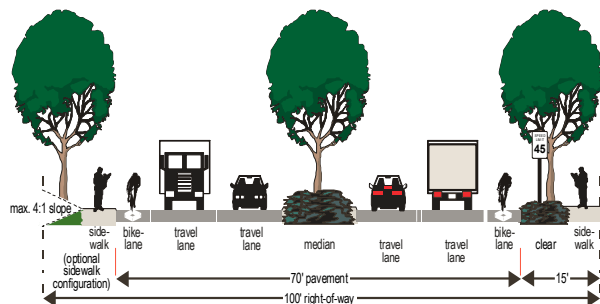 SPEED
LIMIT
45
max. 4:1 slope
side-
walk
(optional
sidewalk
configuration)
bike-
lane
travel
lane
travel
lane
median
travel
lane
travel
lane
bike-
lane
clear
side-
walk
70' pavement
15'
100' right-of-way